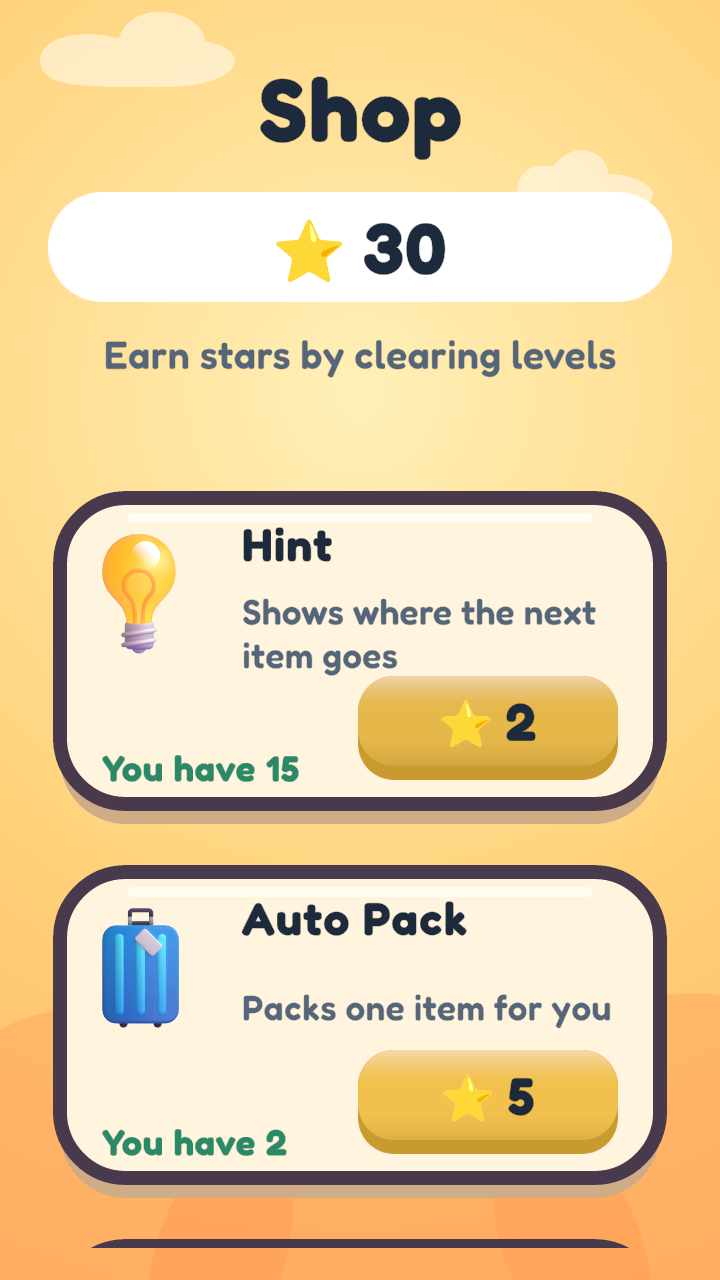 Shop
30
Earn stars by clearing levels
Hint
Shows where the next
item goes
2
You have 15
Auto Pack
Packs one item for you
5
You have 2